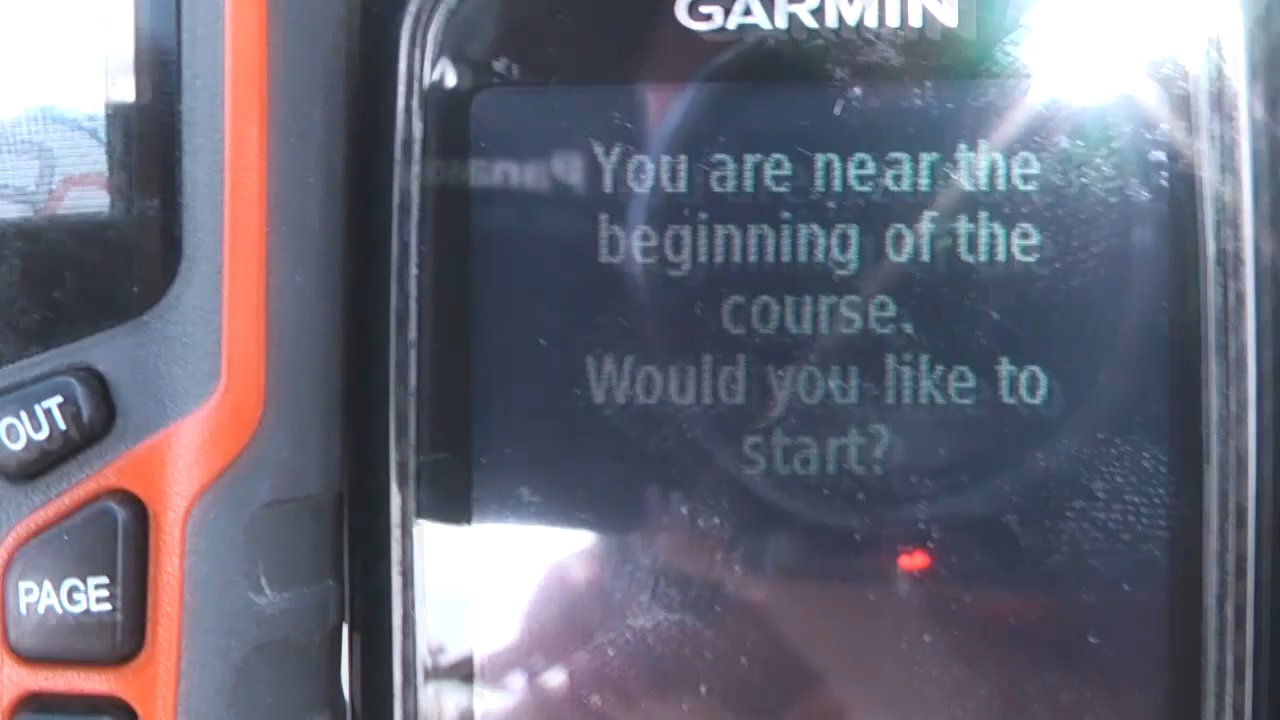 GARMIN
You are near the
beginning of the
course.
Would you like to
start?
OUT
PAGE